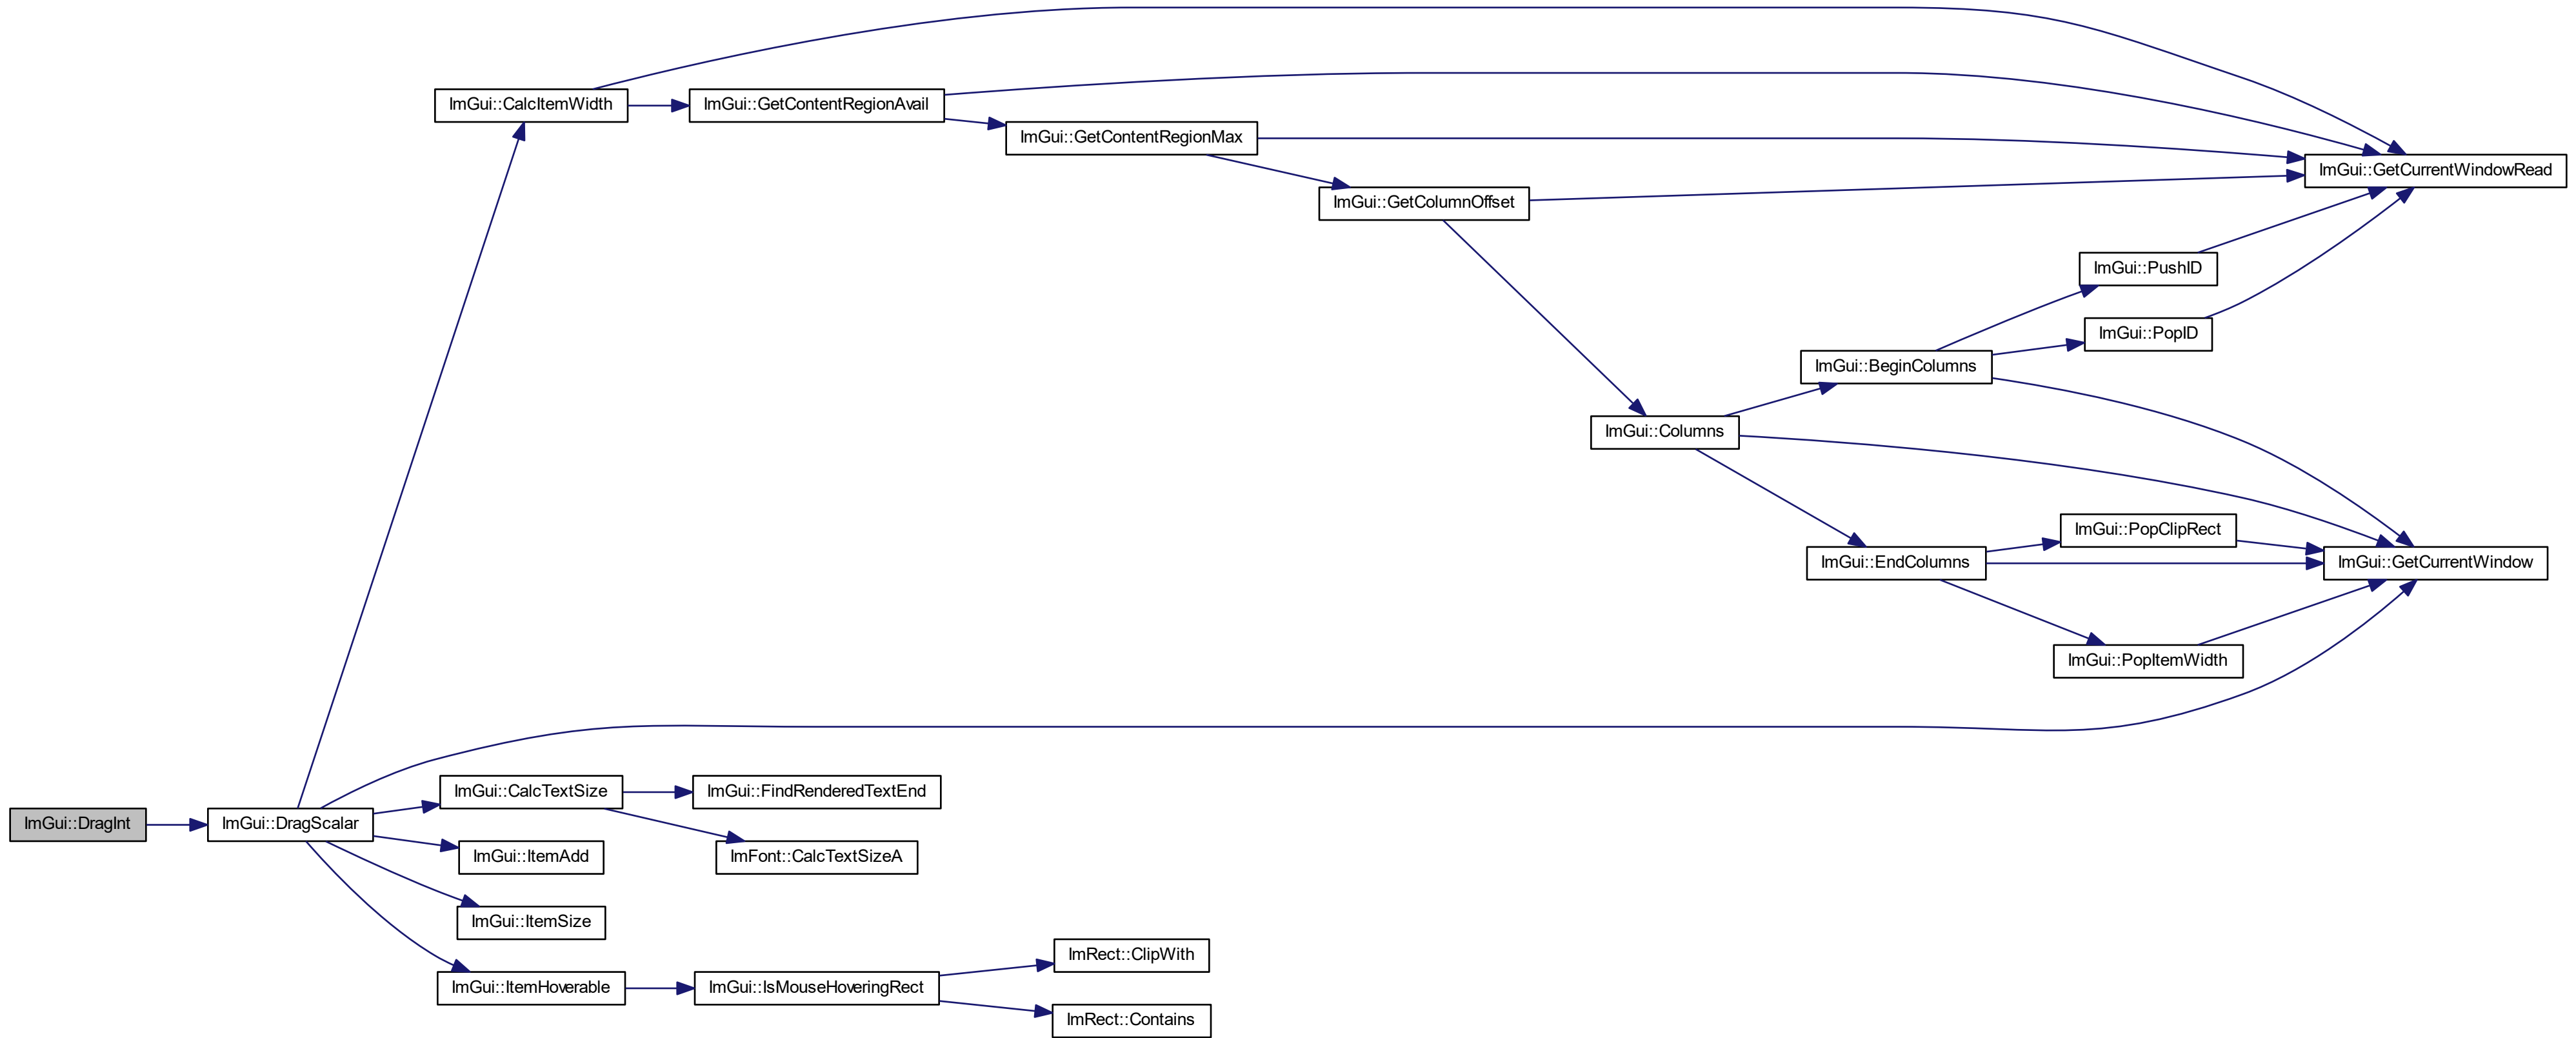 ImGui::CalcItemWidth
ImGui::GetContentRegionAvail
ImGui::GetContentRegionMax
ImGui::GetCurrentWindowRead
ImGui::GetColumnOffset
ImGui::PushID
ImGui::PopID
ImGui::BeginColumns
ImGui::Columns
ImGui::PopClipRect
ImGui::EndColumns
ImGui::GetCurrentWindow
ImGui::PopItemWidth
ImGui::CalcTextSize
ImGui::FindRenderedTextEnd
ImGui::DragInt
ImGui::DragScalar
ImGui::ItemAdd
ImFont::CalcTextSizeA
ImGui::ItemSize
ImRect::ClipWith
ImGui::ItemHoverable
ImGui::IsMouseHoveringRect
ImRect::Contains